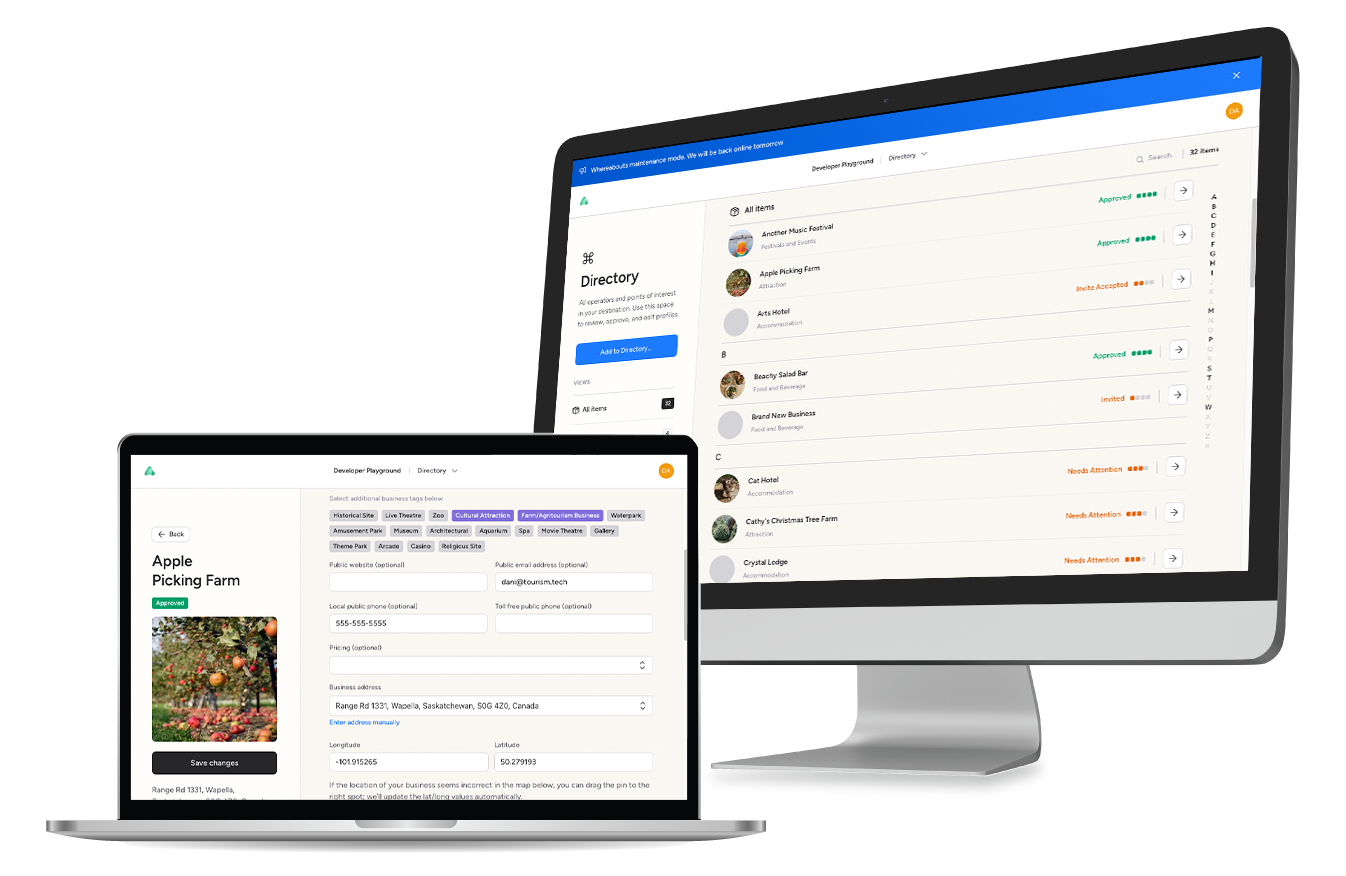 Whereabouts maintenance mode. We will be back online tomorrow
DA
Developer Playground
Directory
Search...
32 items
Directory
All operators and points of interest
in your destination. Use this space
to review, approve, and edit profiles.
Add to Directory...
VIEWS
All items
32
4
All items
Another Music Festival
Festivals and Events
Approved
Apple Picking Farm
Attraction
Approved
Arts Hotel
Accommodation
Invite Accepted
B
Beachy Salad Bar
Food and Beverage
Approved
Brand New Business
Food and Beverage
Invited
C
Cat Hotel
Accommodation
Needs Attention
Cathy's Christmas Tree Farm
Attraction
Needs Attention
Crystal Lodge
Accommodation
Needs Attention
A
B
C
D
E
F
G
H
I
J
K
L
M
N
O
P
Q
R
S
T
U
V
W
X
Y
Z
#
Developer Playground
Directory
DA
Back
Apple
Picking Farm
Approved
Save changes
Range Rd 1331, Wapella,
Select additional business tags below
Historical Site
Live Theatre
Zoo
Cultural Attraction
Farm/Agritourism Business
Waterpark
Amusement Park
Museum
Architectural
Aquarium
Spa
Movie Theatre
Gallery
Theme Park
Arcade
Casino
Religious Site
Public website (optional)
Public email address (optional)
dani@tourism.tech
Local public phone (optional)
Toll free public phone (optional)
555-555-5555
Pricing (optional)
Business address
Range Rd 1331, Wapella, Saskatchewan, S0G 4Z0, Canada
Enter address manually
Longitude
Latitude
-101.915265
50.279193
If the location of your business seems incorrect in the map below, you can drag the pin to the
right spot; we'll update the lat/long values automatically.